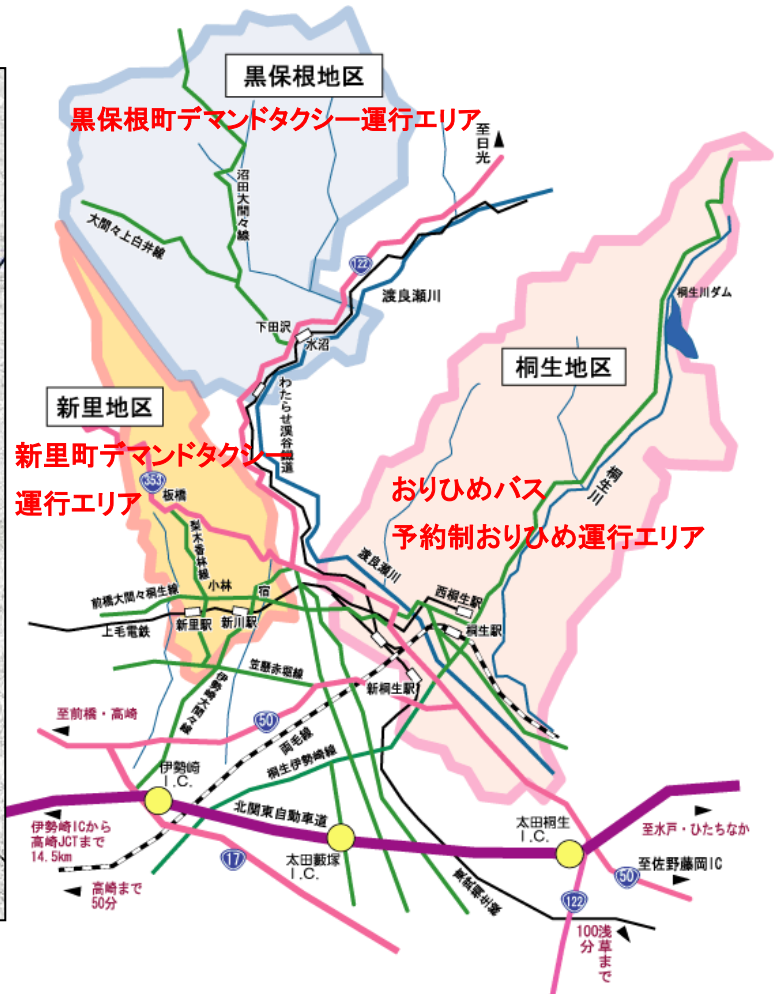 黒保根地区
黒保根町デマンドタクシー運行エリア
至日光
沼田大間々線
大間々上白井線
122
渡良瀬川
下田沢
水沼
桐生川ダム
桐生地区
新里地区
わたらせ渓谷鐵道
新里町デマンドタクシー
運行エリア
353
板橋
おりひめバス
予約制おりひめ運行エリア
桐生川
梨木香林線
渡良瀬川
小林
宿
前橋大間々桐生線
西桐生駅
桐生駅
上毛電鉄
新里駅
新川駅
笠懸赤堀線
新桐生駅
伊勢崎大間々線
至前橋・高崎
50
両毛線
桐生伊勢崎線
伊勢崎
I.C.
北関東自動車道
伊勢崎ICから
高崎JCTまで
14.5km
太田桐生
I.C.
至水戸・ひたちなか
太田藪塚
I.C.
17
至佐野藤岡IC
50
高崎まで
50分
122
浅草まで
100分